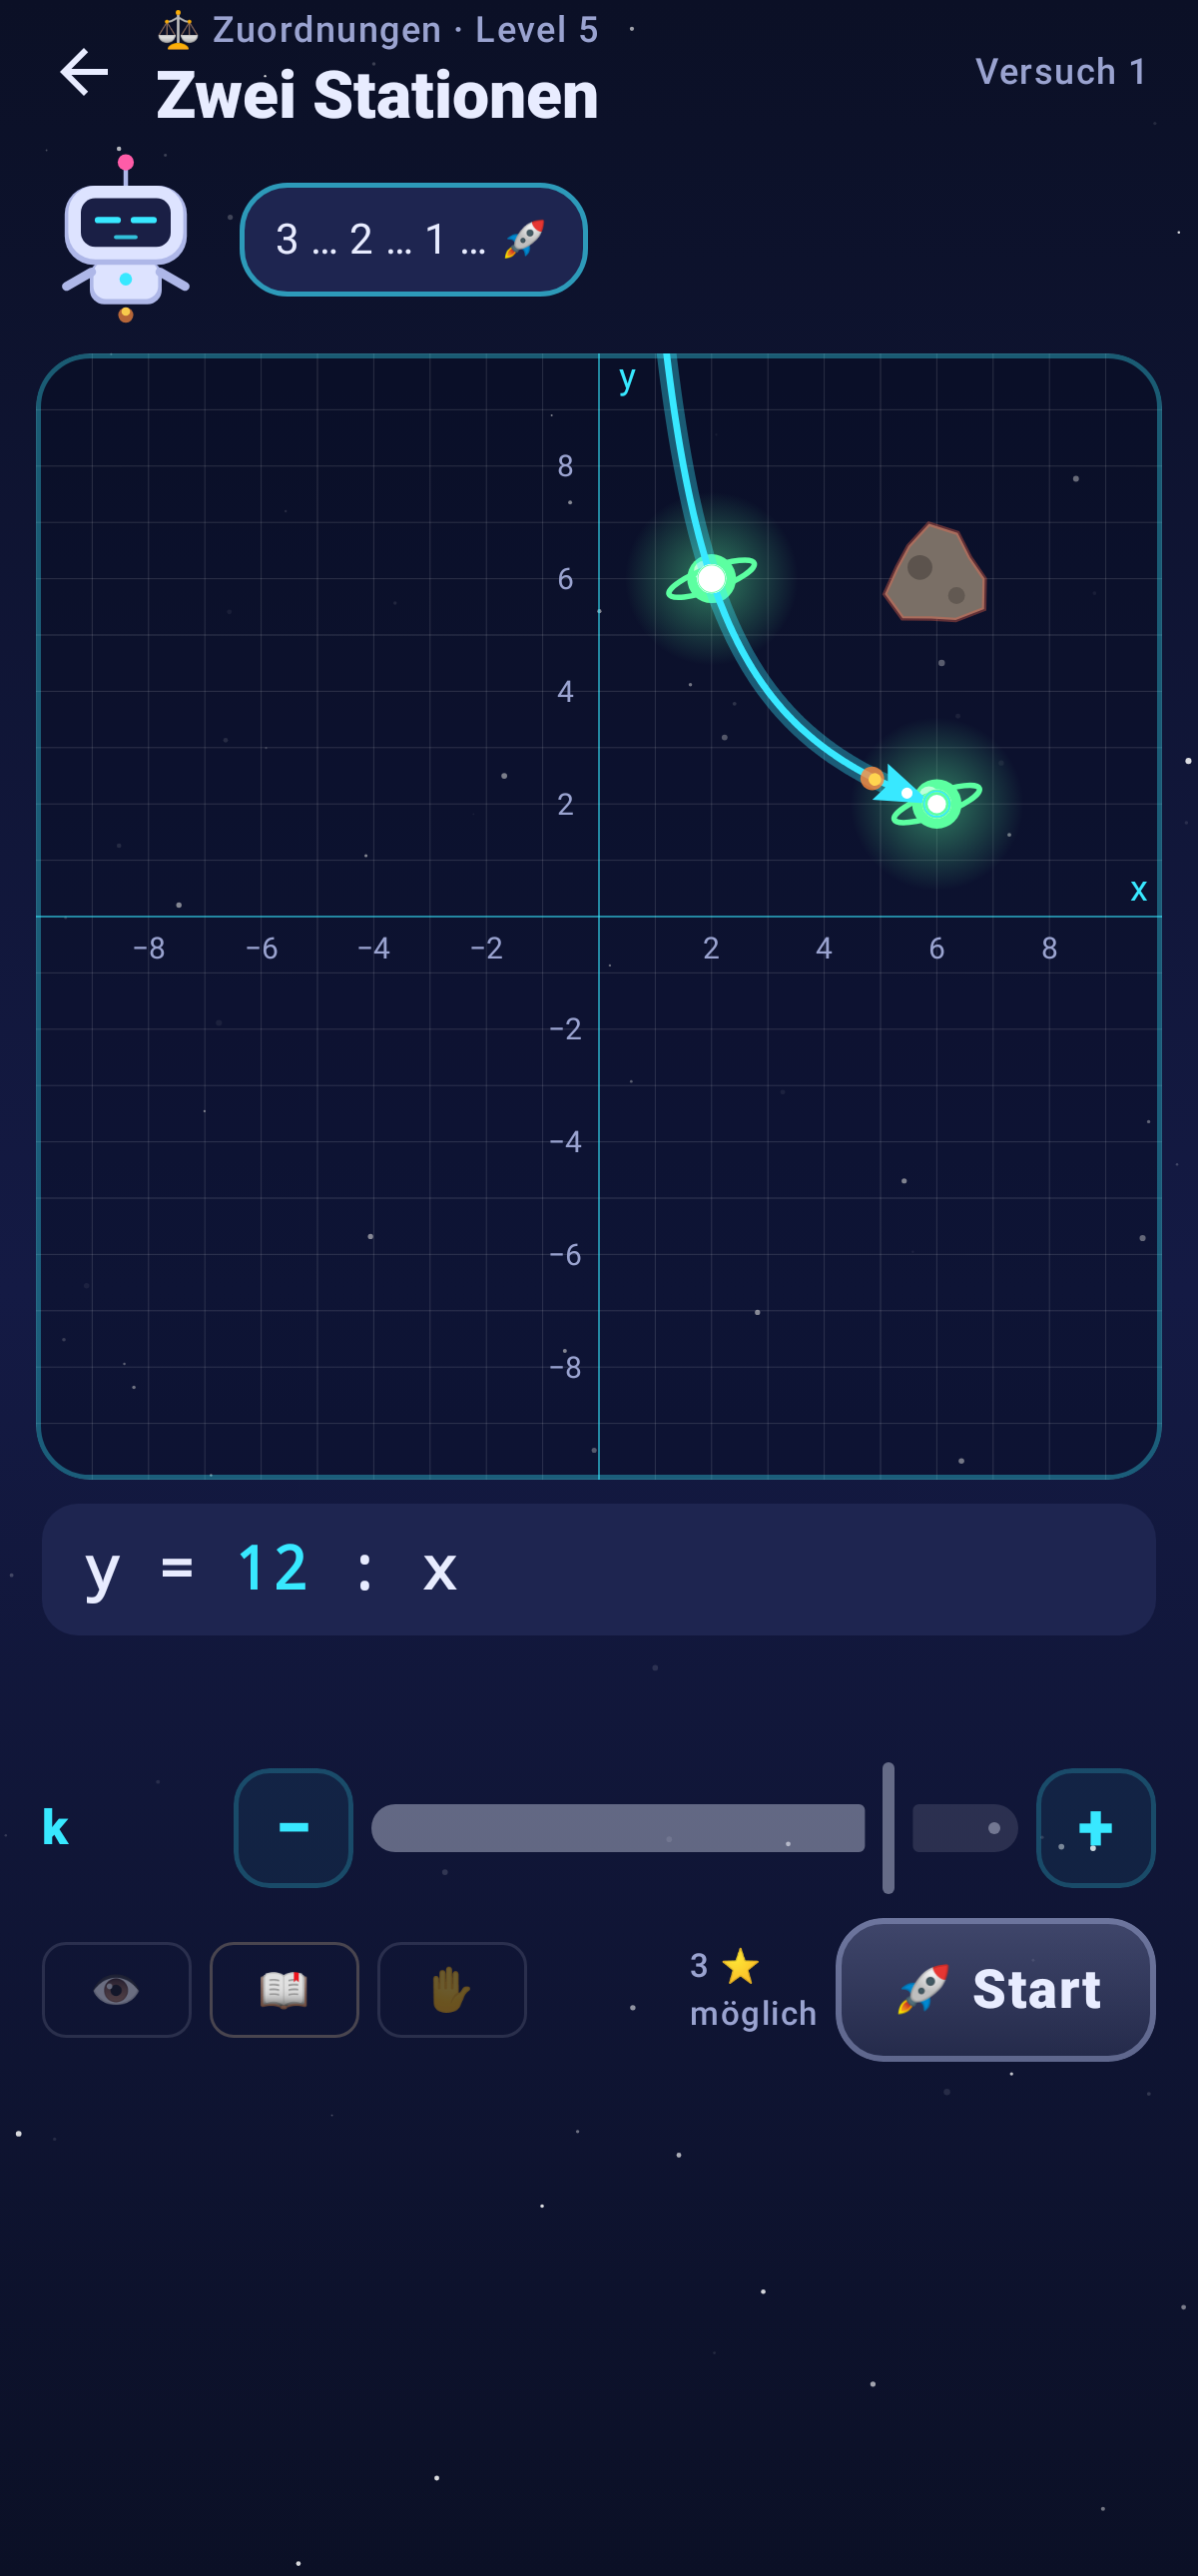 Zuordnungen · Level 5
Zwei Stationen
Versuch 1
3 … 2 … 1 … 🚀
y
8
6
4
2
x
−8 −6 −4 −2 2 4 6 8
−2
−4
−6
−8
y = 12 : x
k
−
+
3 ⭐
möglich
🚀 Start